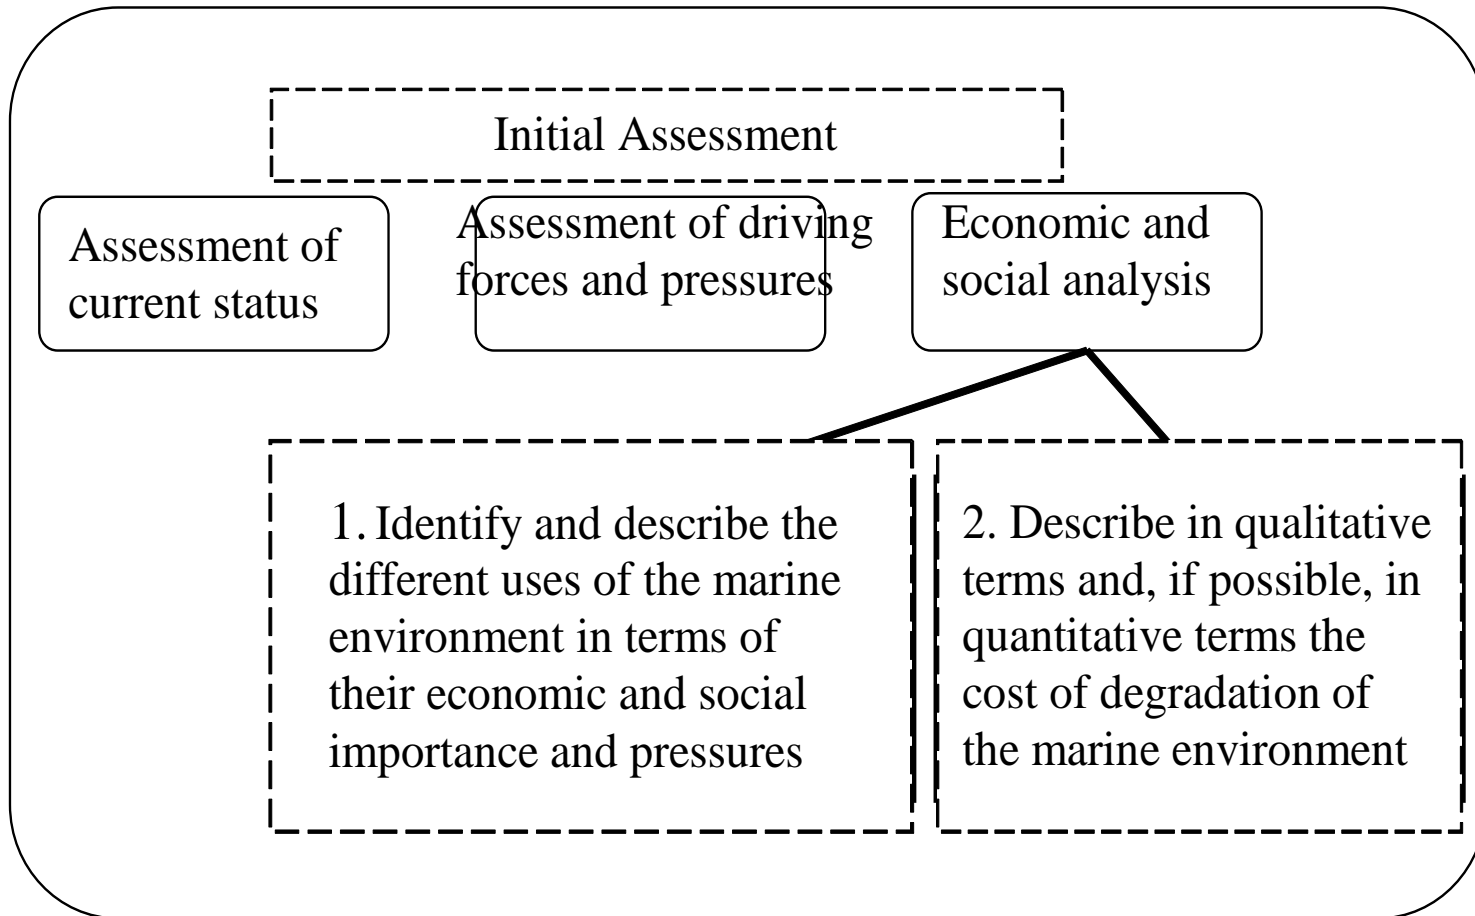 Initial Assessment
Assessment of
current status
Assessment of driving
forces and pressures
Economic and
social analysis
1. Identify and describe the
different uses of the marine
environment in terms of
their economic and social
importance and pressures
2. Describe in qualitative
terms and, if possible, in
quantitative terms the
cost of degradation of
the marine environment